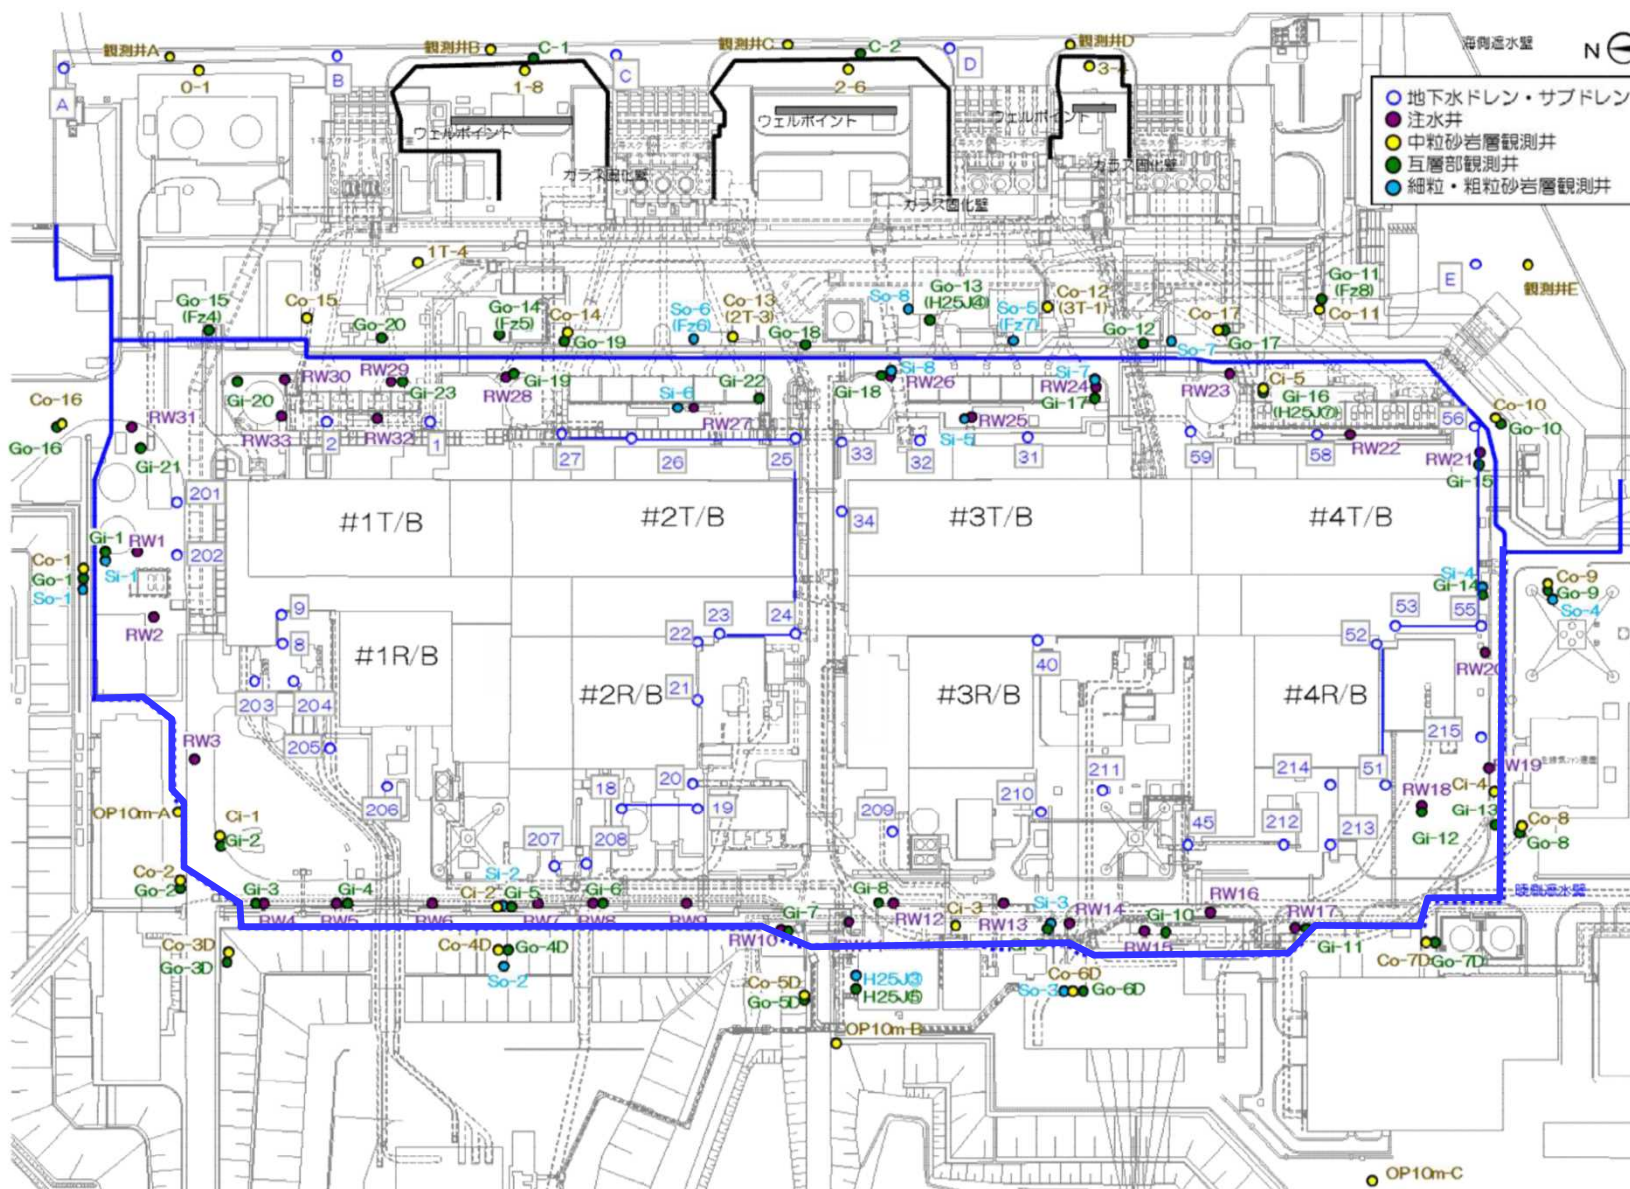 観測井A
観測井B
C-1
観測井C
C-2
観測井D
海側遮水壁
N
A
0-1
B
1-8
C
2-6
D
3-4
地下水ドレン・サブドレン
注水井
中粒砂岩層観測井
互層部観測井
細粒・粗粒砂岩層観測井
ウェルポイント
ウェルポイント
ウェルポイント
ガラス固化壁
ガラス固化壁
ガラス固化壁
1T-4
E
観測井E
Go-15
(Fz4)
Co-15
Go-20
Go-14
(Fz5)
Co-14
Go-19
So-6
(Fz6)
Co-13
(2T-3)
Go-18
So-8
Go-13
(H25J④)
So-5
(Fz7)
Co-12
(3T-1)
Go-12
So-7
Co-17
Go-17
Go-11
(Fz8)
Co-11
Gi-20
RW30
RW29
Gi-23
RW28
Gi-19
Si-6
RW27
Gi-22
Gi-18
Si-8
RW26
Si-5
RW25
Si-7
RW24
Gi-17
RW23
Ci-5
Gi-16
(H25J⑦)
RW22
56
Co-10
Go-10
Co-16
Go-16
RW31
Gi-21
RW33
2
RW32
1
27
26
25
33
32
31
59
58
RW21
Gi-15
201
202
#1T/B
#2T/B
34
#3T/B
#4T/B
Gi-1
RW1
Si-1
Co-1
Go-1
So-1
RW2
Si-4
Gi-14
Co-9
Go-9
So-4
9
8
#1R/B
22
23
24
40
52
53
55
RW20
203
204
205
206
#2R/B
21
#3R/B
#4R/B
215
RW3
OP10m-A
18
20
19
207
208
209
210
211
45
214
51
212
213
RW19
RW18
Ci-4
Gi-13
Gi-12
Co-8
Go-8
Ci-1
Gi-2
Co-2
Go-2
Gi-3
RW4
Gi-4
RW5
RW6
Si-2
Ci-2
Gi-5
RW7
Gi-6
RW8
RW9
Gi-7
RW10
Gi-8
RW12
Ci-3
RW13
Si-3
RW14
Gi-10
RW15
RW16
RW17
Gi-11
陸側遮水壁
Co-3D
Go-3D
Co-4D
Go-4D
So-2
Co-5D
Go-5D
H25J③
H25J⑤
Co-6D
So-3
Go-6D
Co-7D
Go-7D
OP10m-B
OP10m-C